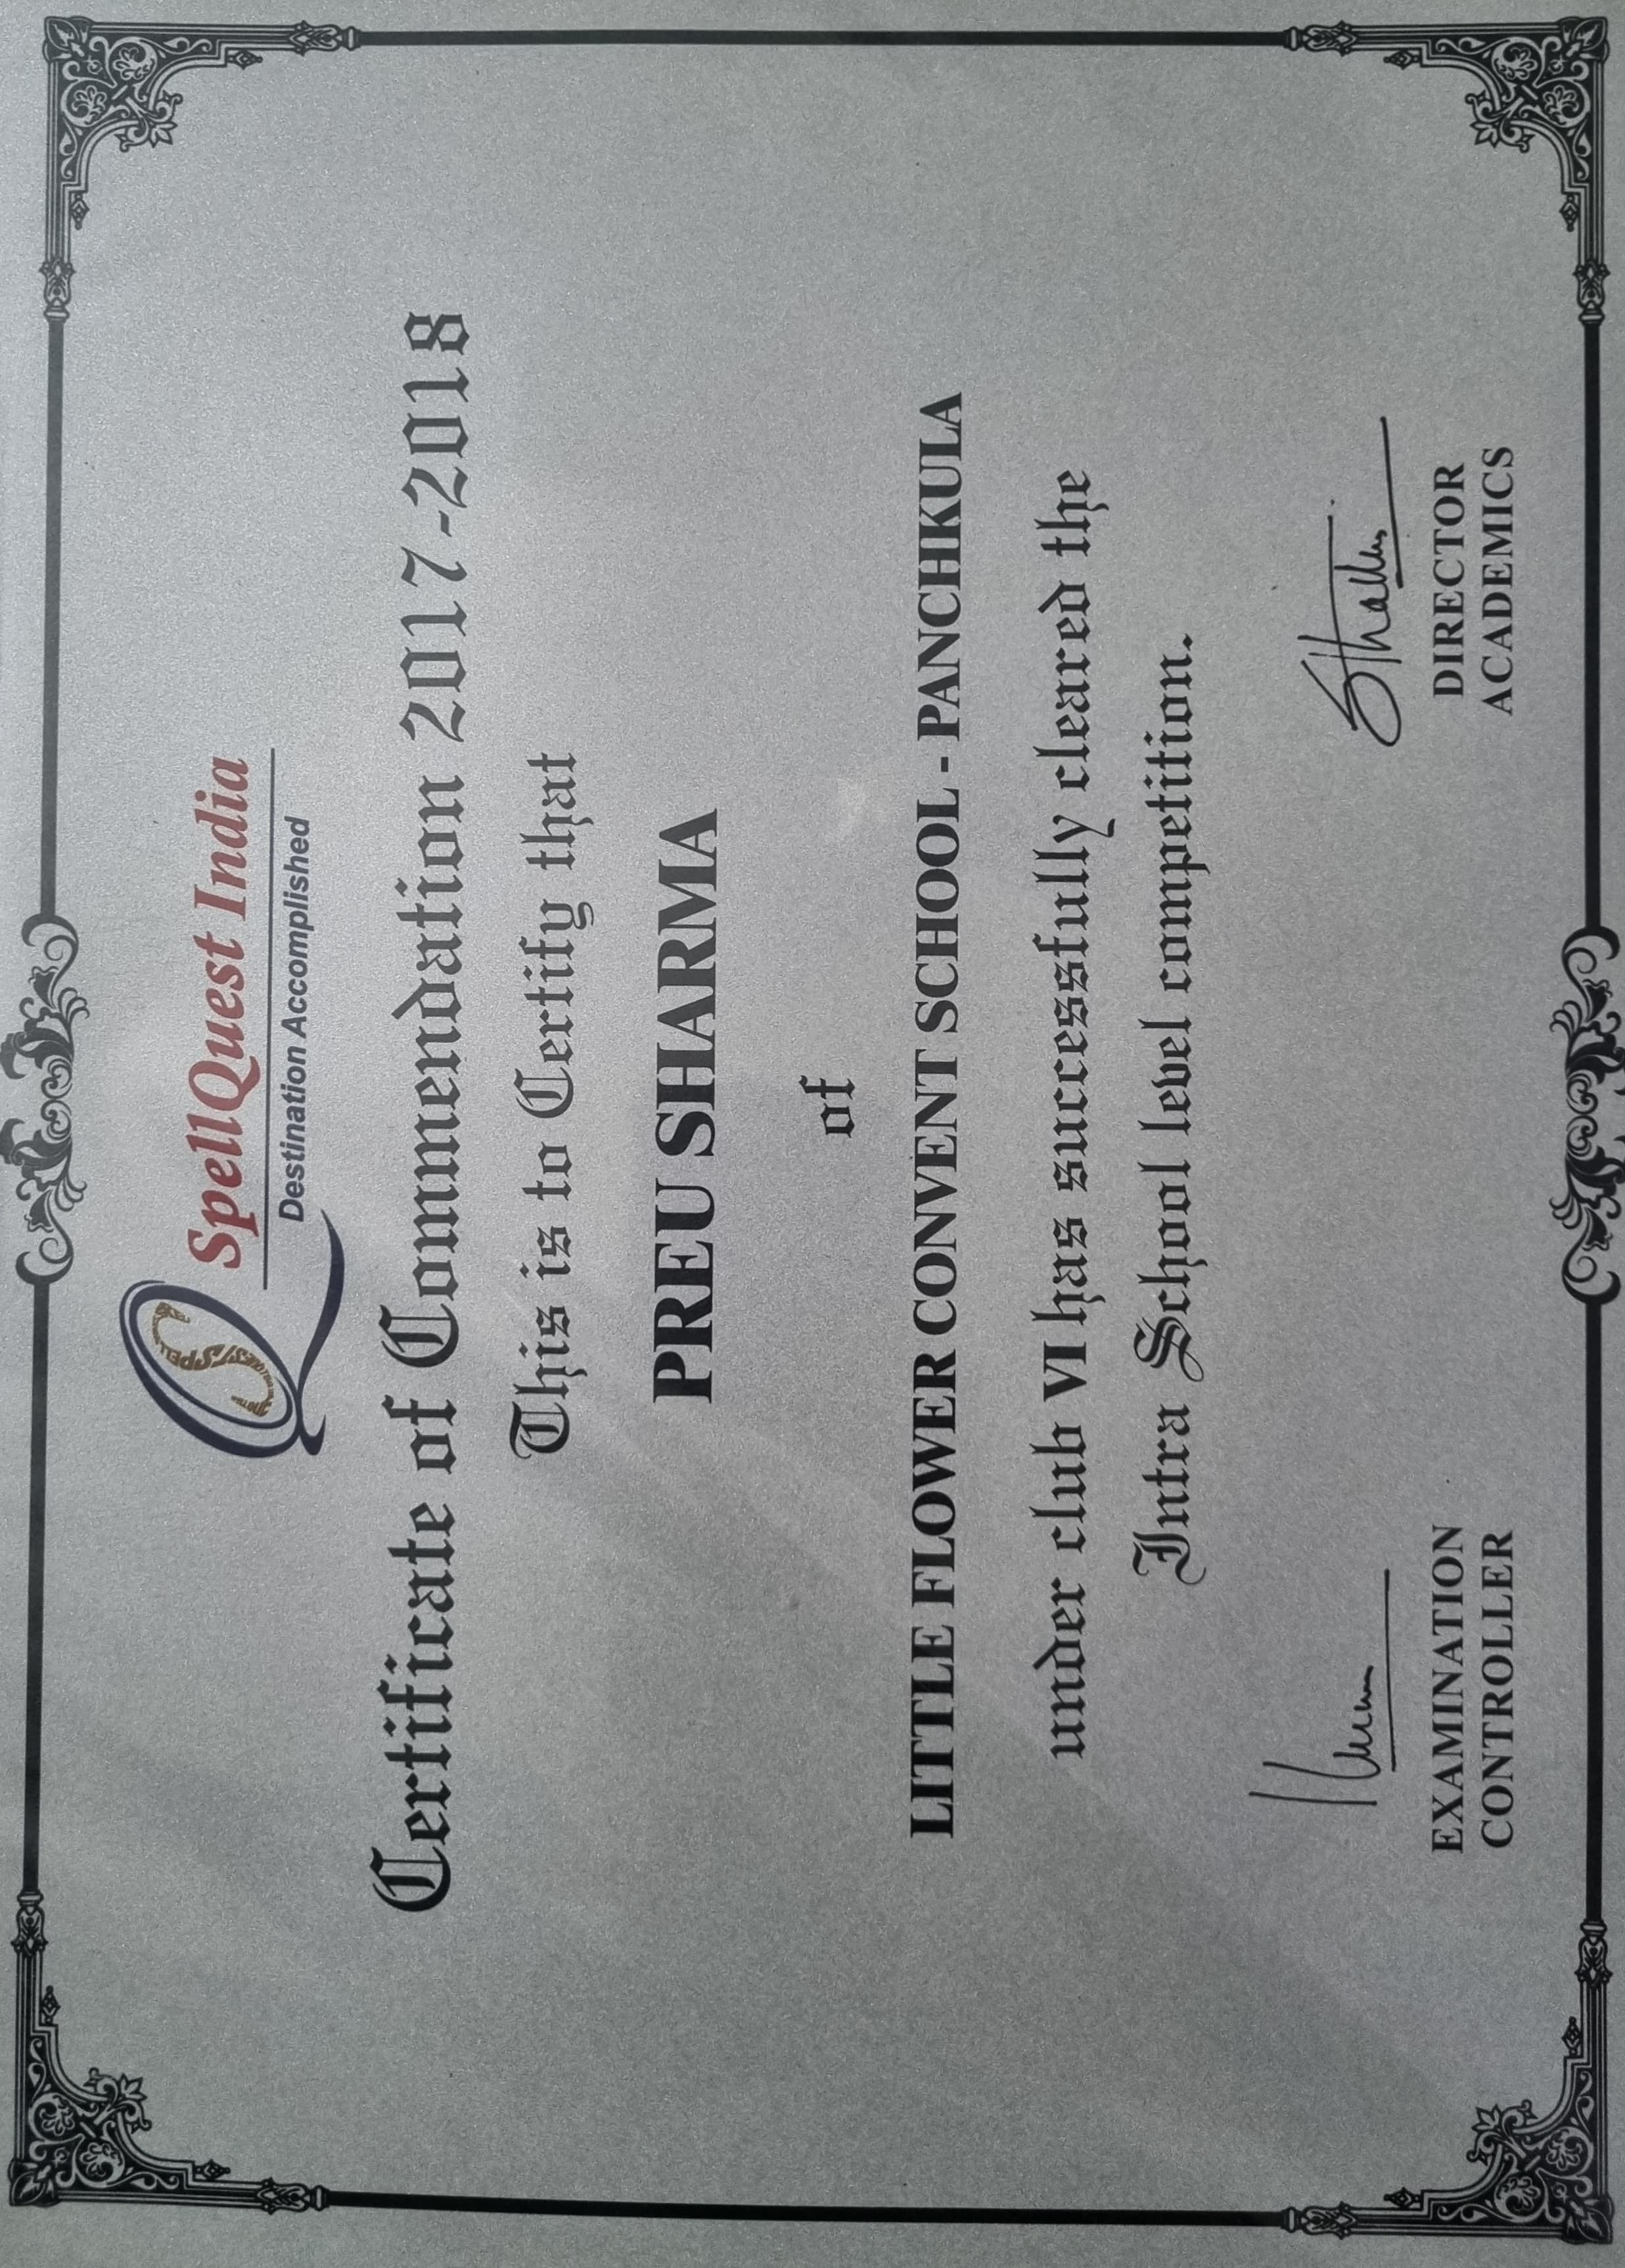 SpellQuest India
Destination Accomplished
Certificate of Commendation 2017-2018
This is to Certify that
PREU SHARMA
of
LITTLE FLOWER CONVENT SCHOOL - PANCHKULA
under club VI has successfully cleared the
Intra School level competition.
EXAMINATION
CONTROLLER
DIRECTOR
ACADEMICS